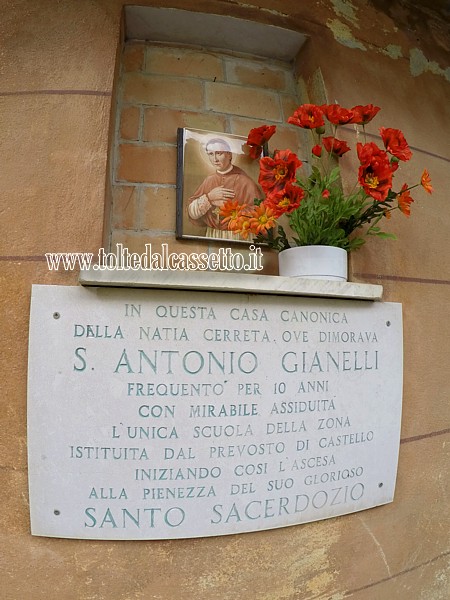 www.toltedalcassetto.it
IN QUESTA CASA CANONICA
DELLA NATIA CERRETA, OVE DIMORAVA
S. ANTONIO GIANELLI
FREQUENTO' PER 10 ANNI
CON MIRABILE ASSIDUITÀ
L'UNICA SCUOLA DELLA ZONA
ISTITUITA DAL PREVOSTO DI CASTELLO
INIZIANDO COSI L'ASCESA
ALLA PIENEZZA DEL SUO GLORIOSO
SANTO SACERDOZIO